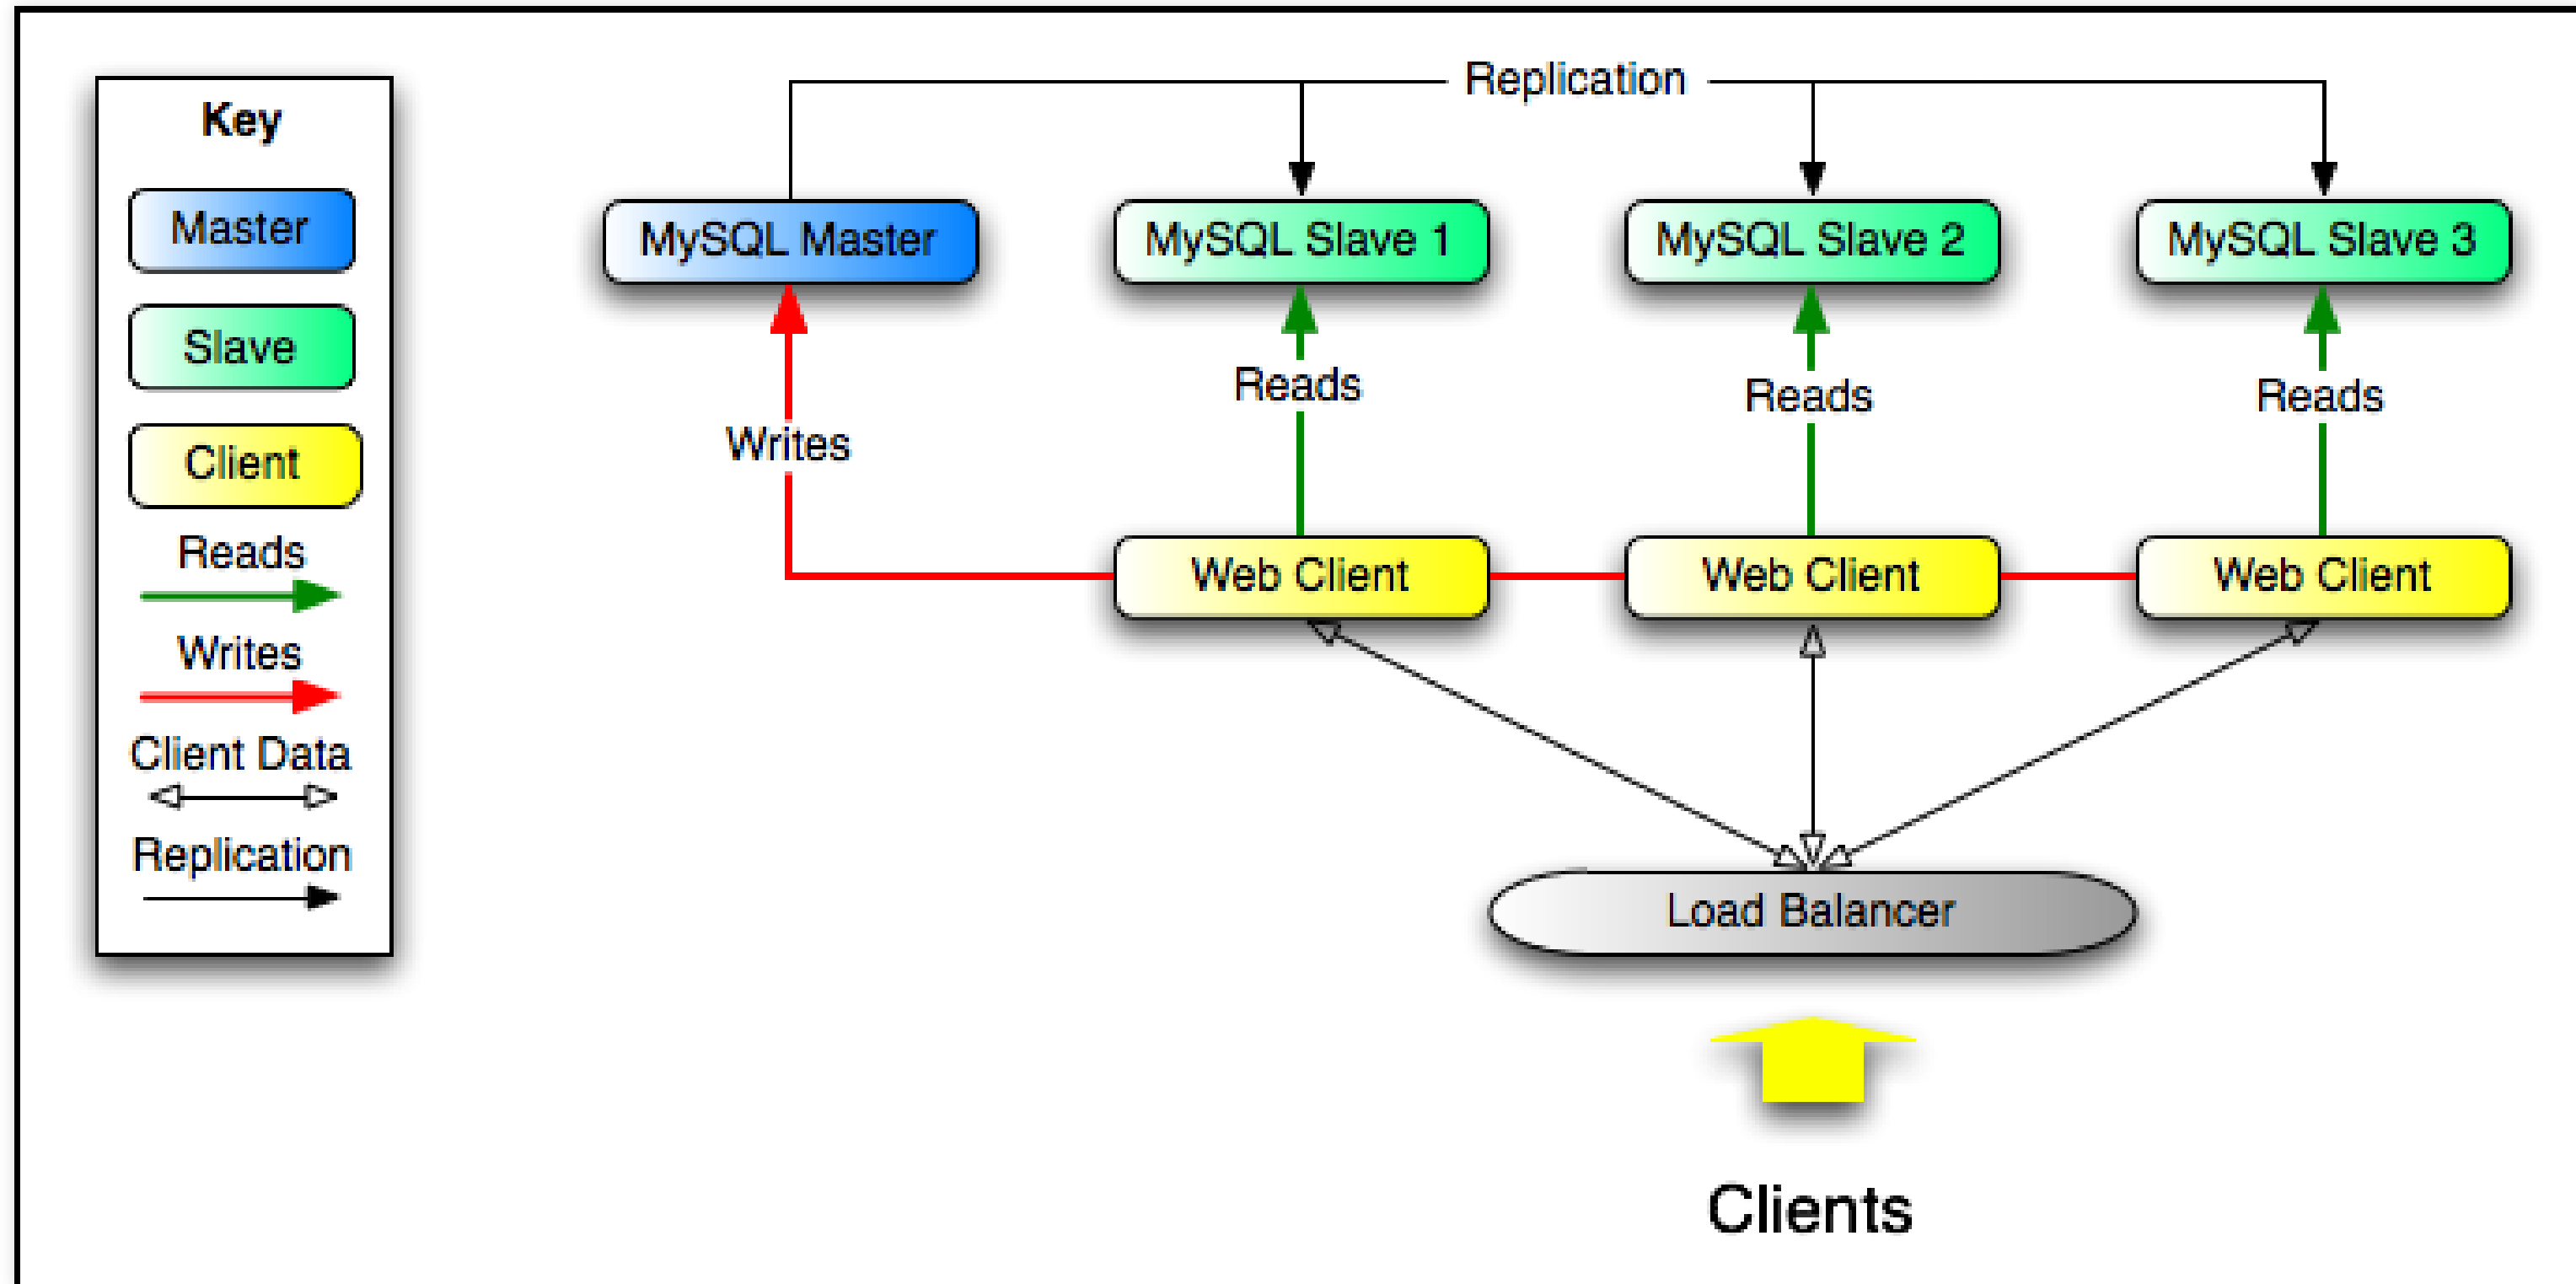 Key
Master
Slave
Client
Reads
Writes
Client Data
Replication
Replication
MySQL Master
MySQL Slave 1
MySQL Slave 2
MySQL Slave 3
Reads
Reads
Reads
Writes
Web Client
Web Client
Web Client
Load Balancer
Clients